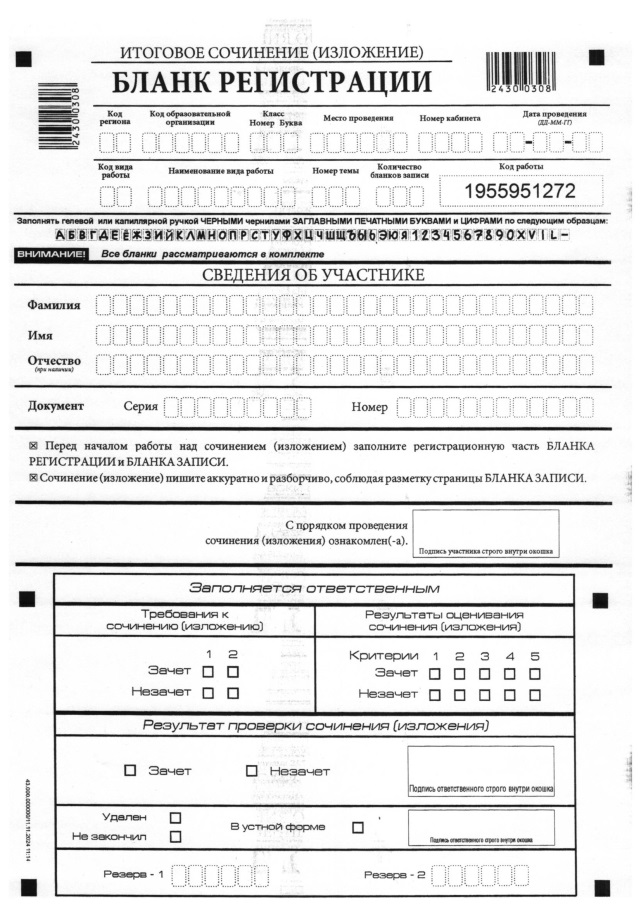 ИТОГОВОЕ СОЧИНЕНИЕ (ИЗЛОЖЕНИЕ)
БЛАНК РЕГИСТРАЦИИ
2430 0308
2430 0308
Код региона
Код образовательной организации
Класс
Номер Буква
Место проведения
Номер кабинета
Дата проведения
(ДД-ММ-ГГ)
Код вида работы
Наименование вида работы
Номер темы
Количество бланков записи
Код работы
1955951272
Заполнять гелевой или капиллярной ручкой ЧЕРНЫМИ чернилами ЗАГЛАВНЫМИ ПЕЧАТНЫМИ БУКВАМИ и ЦИФРАМИ по следующим образцам:
АБВГДЕЁЖЗИЙКЛМНОПРСТУФХЦЧШЩЪЫЬЭЮЯ1234567890XVIL-
ВНИМАНИЕ! Все бланки рассматриваются в комплекте
СВЕДЕНИЯ ОБ УЧАСТНИКЕ
Фамилия
Имя
Отчество
(при наличии)
Документ Серия Номер
☒ Перед началом работы над сочинением (изложением) заполните регистрационную часть БЛАНКА
РЕГИСТРАЦИИ и БЛАНКА ЗАПИСИ.
☒ Сочинение (изложение) пишите аккуратно и разборчиво, соблюдая разметку страницы БЛАНКА ЗАПИСИ.
С порядком проведения
сочинения (изложения) ознакомлен(-а).
Подпись участника строго внутри окошка
Заполняется ответственным
Требования к
сочинению (изложению)
1 2
Зачет
Незачет
Результаты оценивания
сочинения (изложения)
Критерии 1 2 3 4 5
Зачет
Незачет
Результат проверки сочинения (изложения)
Зачет Незачет
Подпись ответственного строго внутри окошка
Удален
Не закончил
В устной форме
Подпись ответственного строго внутри окошка
Резерв - 1 Резерв - 2